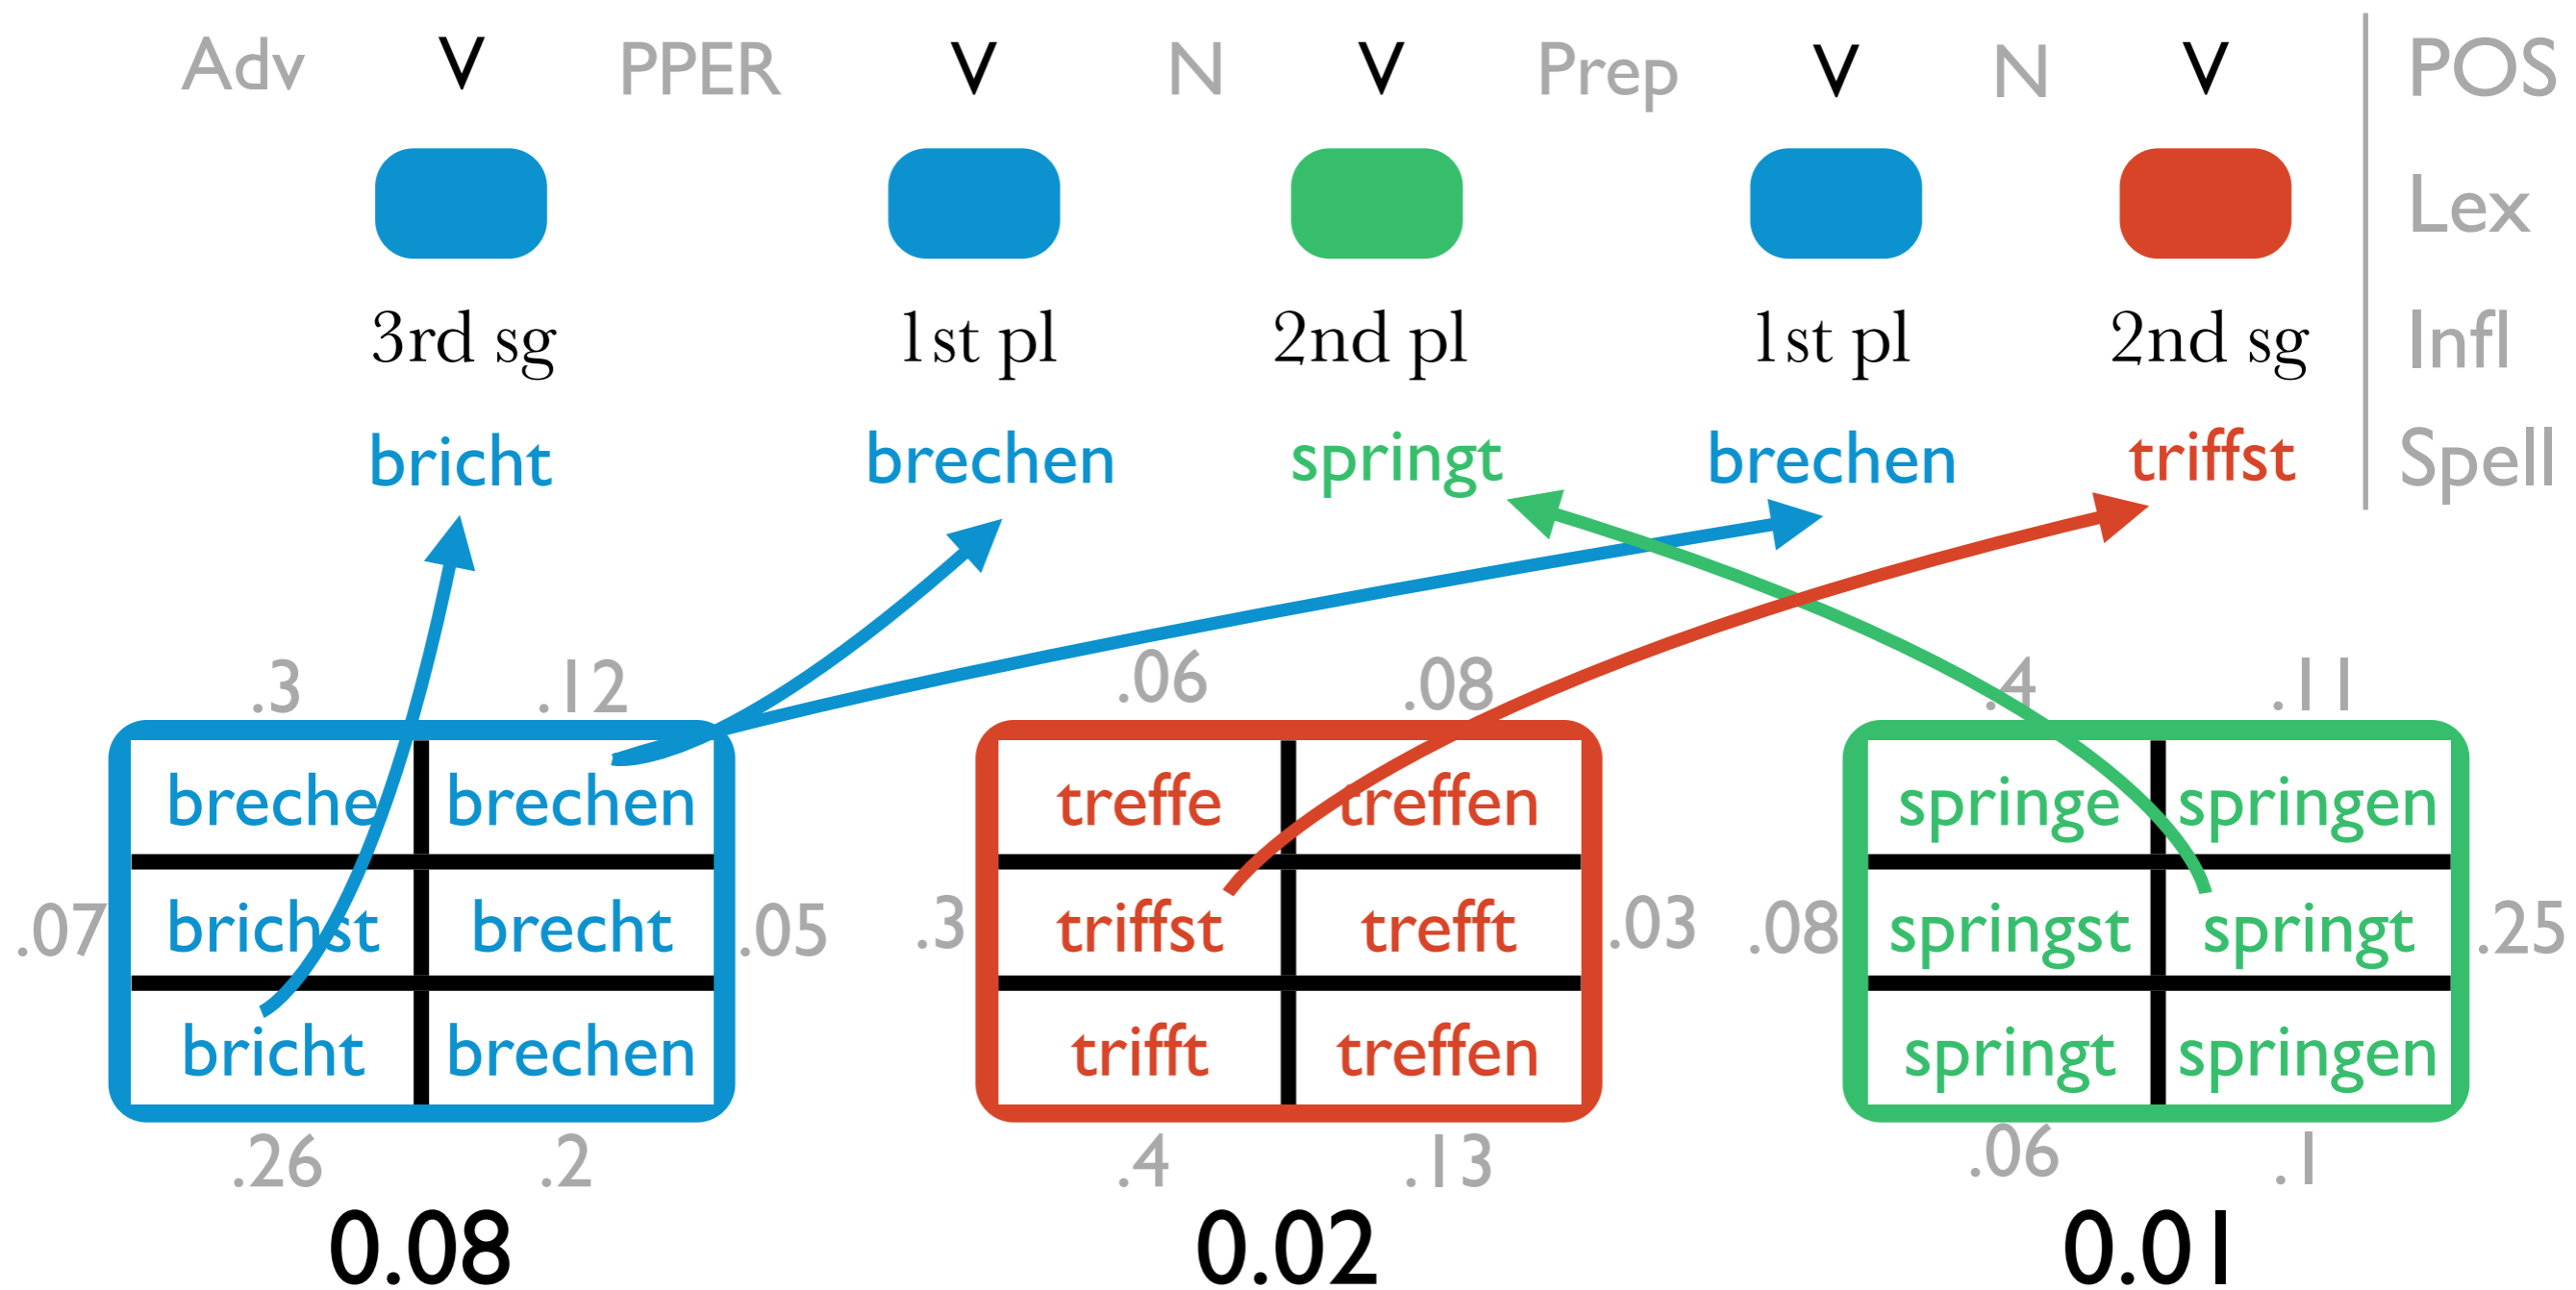 Adv V PPER V N V Prep V N V POS
Lex
3rd sg 1st pl 2nd pl 1st pl 2nd sg Infl
bricht brechen springt brechen triffst Spell
.3 .12 .06 .08 .4 .11
breche brechen treffe treffen springe springen
.07 brichst brecht .05 .3 triffst trefft .03 .08 springst springt .25
bricht brechen trifft treffen springt springen
.26 .2 .4 .13 .06 .1
0.08 0.02 0.01